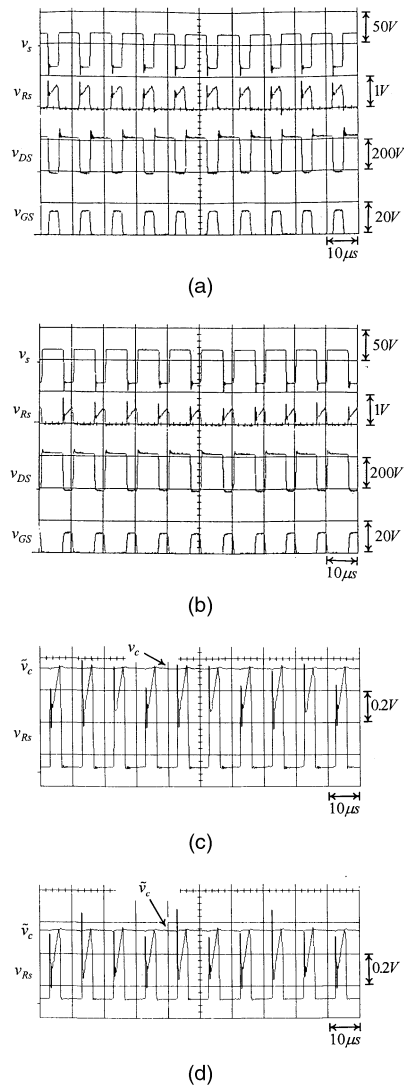 50V
v_s
v_Rs
1V
v_DS
200V
v_GS
20V
10μs
(a)
50V
v_s
v_Rs
1V
v_DS
200V
v_GS
20V
10μs
(b)
v_c
ṽ_c
0.2V
v_Rs
10μs
(c)
ṽ_c
ṽ_c
v_Rs
0.2V
10μs
(d)